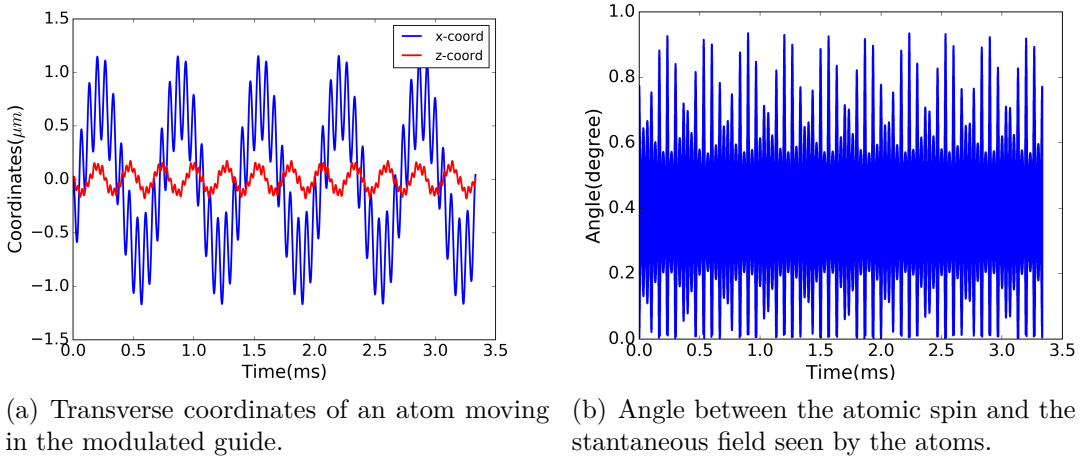 1.5
1.0
0.5
0.0
−0.5
−1.0
−1.5
Coordinates(μm)
x-coord
z-coord
0.0 0.5 1.0 1.5 2.0 2.5 3.0 3.5
Time(ms)
1.0
0.8
0.6
0.4
0.2
0.0
Angle(degree)
0.0 0.5 1.0 1.5 2.0 2.5 3.0 3.5
Time(ms)
(a) Transverse coordinates of an atom moving
in the modulated guide.
(b) Angle between the atomic spin and the
stantaneous field seen by the atoms.